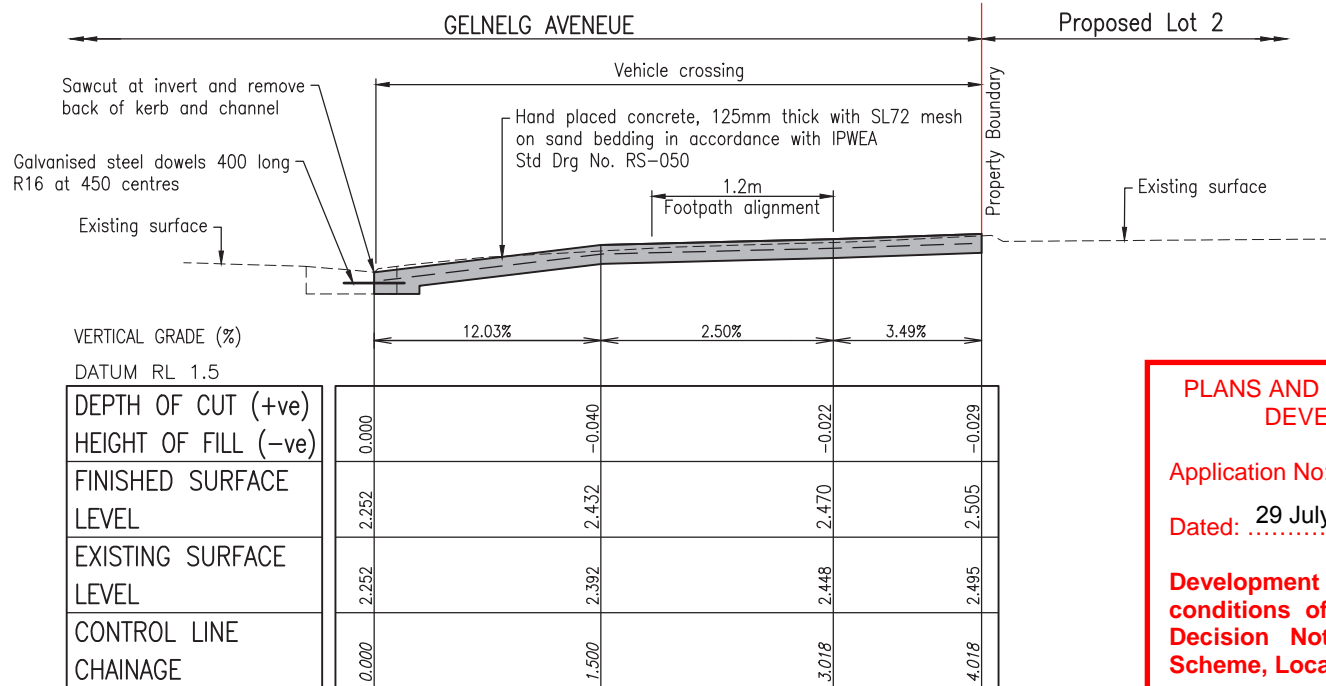 GELNELG AVENEUE
Proposed Lot 2
Vehicle crossing
Property Boundary
Sawcut at invert and remove
back of kerb and channel
Hand placed concrete, 125mm thick with SL72 mesh
on sand bedding in accordance with IPWEA
Std Drg No. RS-050
Galvanised steel dowels 400 long
R16 at 450 centres
1.2m
Footpath alignment
Existing surface
Existing surface
VERTICAL GRADE (%)
12.03%
2.50%
3.49%
DATUM RL 1.5
DEPTH OF CUT (+ve)
HEIGHT OF FILL (-ve)
0.000
-0.040
-0.022
-0.029
FINISHED SURFACE
LEVEL
2.252
2.432
2.470
2.505
EXISTING SURFACE
LEVEL
2.252
2.392
2.448
2.495
CONTROL LINE
CHAINAGE
0.000
1.500
3.018
4.018
PLANS AND
DEVE
Application No:
Dated: 29 July
Development
conditions of
Decision Not
Scheme, Loca